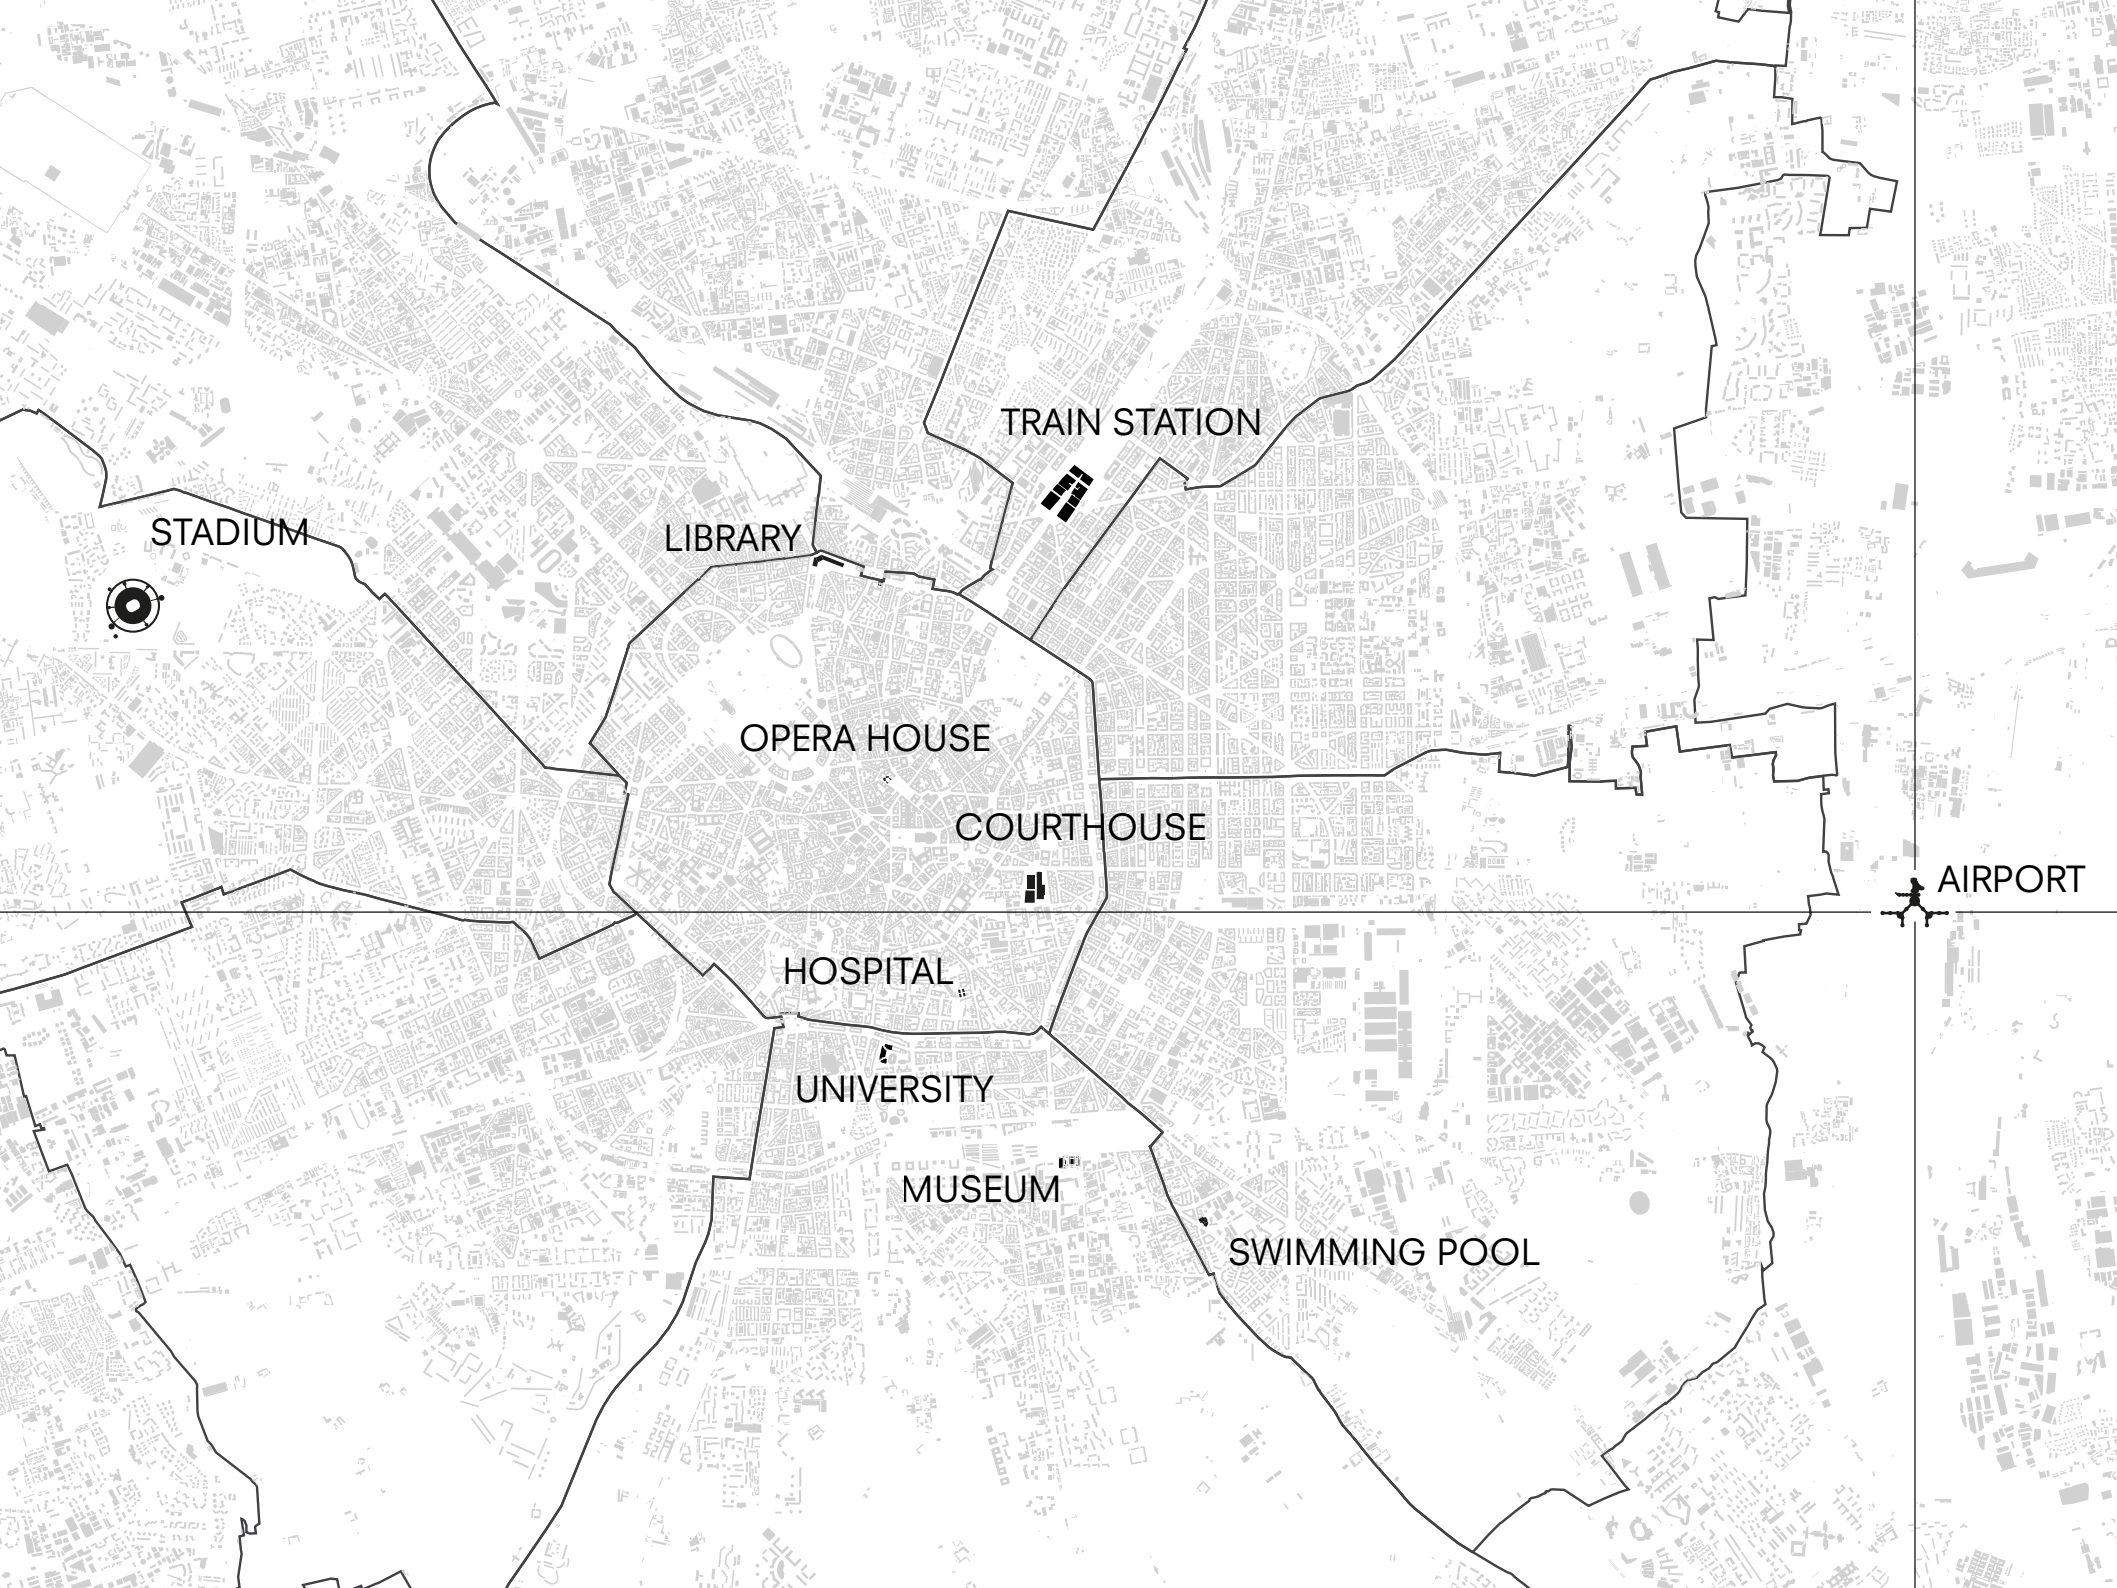 TRAIN STATION
STADIUM
LIBRARY
OPERA HOUSE
COURTHOUSE
AIRPORT
HOSPITAL
UNIVERSITY
MUSEUM
SWIMMING POOL